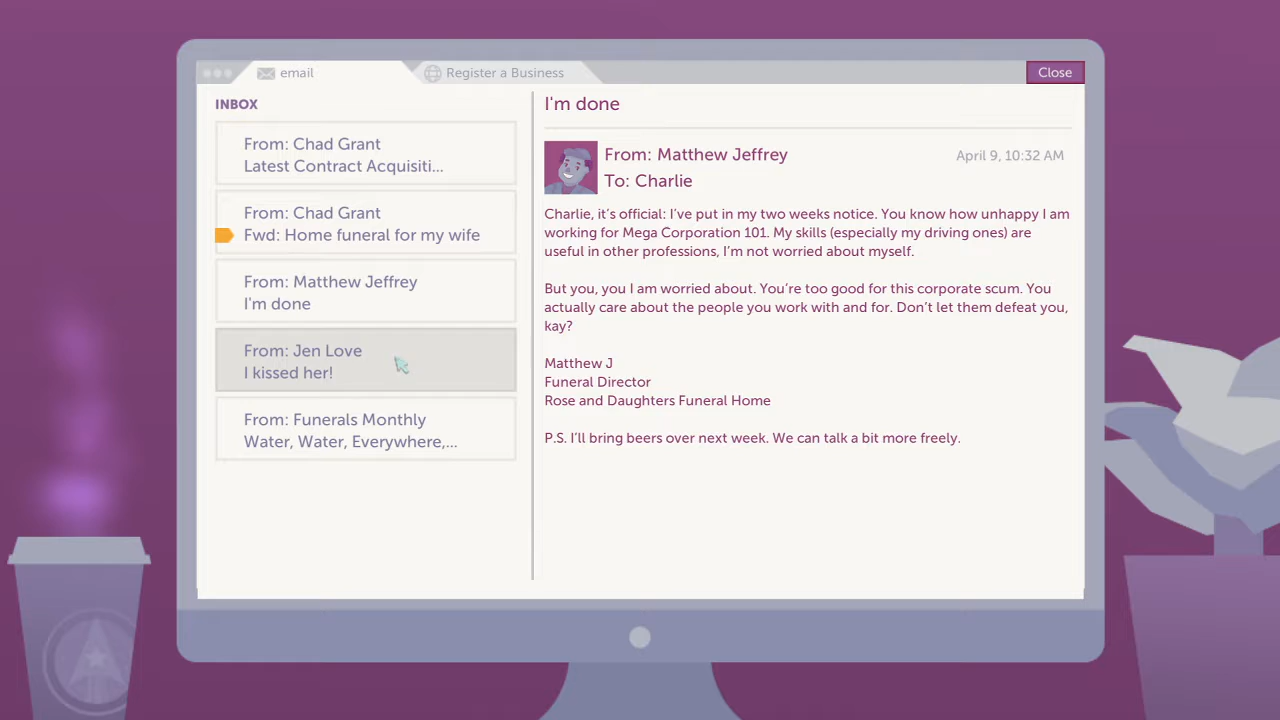 email
Register a Business
Close
INBOX
From: Chad Grant
Latest Contract Acquisiti...
From: Chad Grant
Fwd: Home funeral for my wife
From: Matthew Jeffrey
I'm done
From: Jen Love
I kissed her!
From: Funerals Monthly
Water, Water, Everywhere,...
I'm done
From: Matthew Jeffrey
April 9, 10:32 AM
To: Charlie
Charlie, it’s official: I’ve put in my two weeks notice. You know how unhappy I am
working for Mega Corporation 101. My skills (especially my driving ones) are
useful in other professions, I’m not worried about myself.
But you, you I am worried about. You’re too good for this corporate scum. You
actually care about the people you work with and for. Don’t let them defeat you,
kay?
Matthew J
Funeral Director
Rose and Daughters Funeral Home
P.S. I’ll bring beers over next week. We can talk a bit more freely.